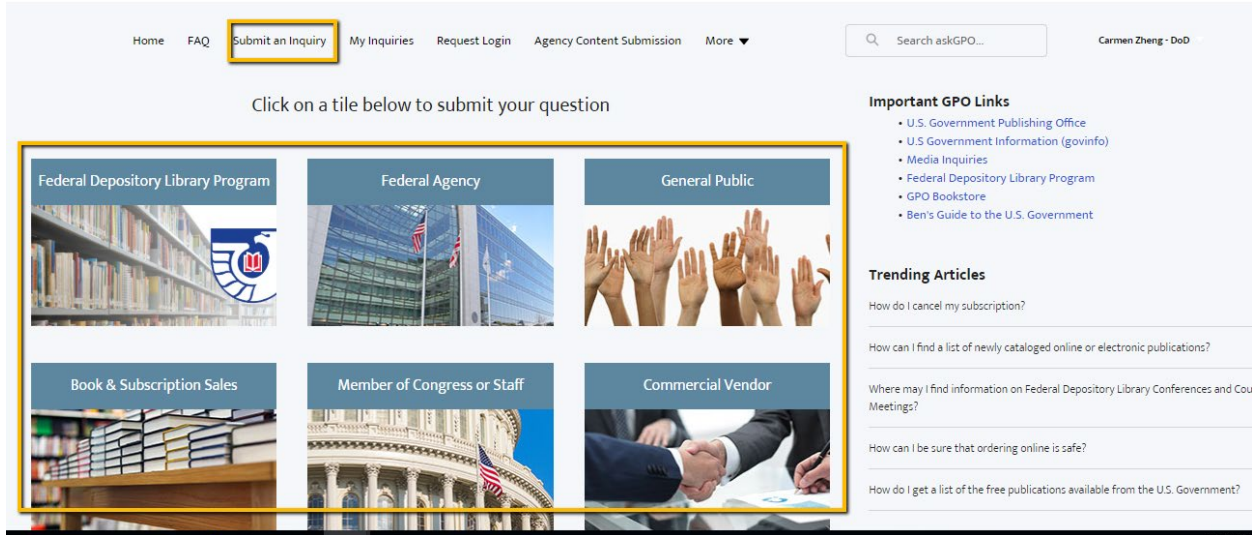 Home FAQ Submit an Inquiry My Inquiries Request Login Agency Content Submission More ▼ Search askGPO... Carmen Zheng - DoD
Click on a tile below to submit your question
Federal Depository Library Program Federal Agency General Public
Book & Subscription Sales Member of Congress or Staff Commercial Vendor
Important GPO Links
• U.S. Government Publishing Office
• U.S Government Information (govinfo)
• Media Inquiries
• Federal Depository Library Program
• GPO Bookstore
• Ben's Guide to the U.S. Government
Trending Articles
How do I cancel my subscription?
How can I find a list of newly cataloged online or electronic publications?
Where may I find information on Federal Depository Library Conferences and Cou
Meetings?
How can I be sure that ordering online is safe?
How do I get a list of the free publications available from the U.S. Government?